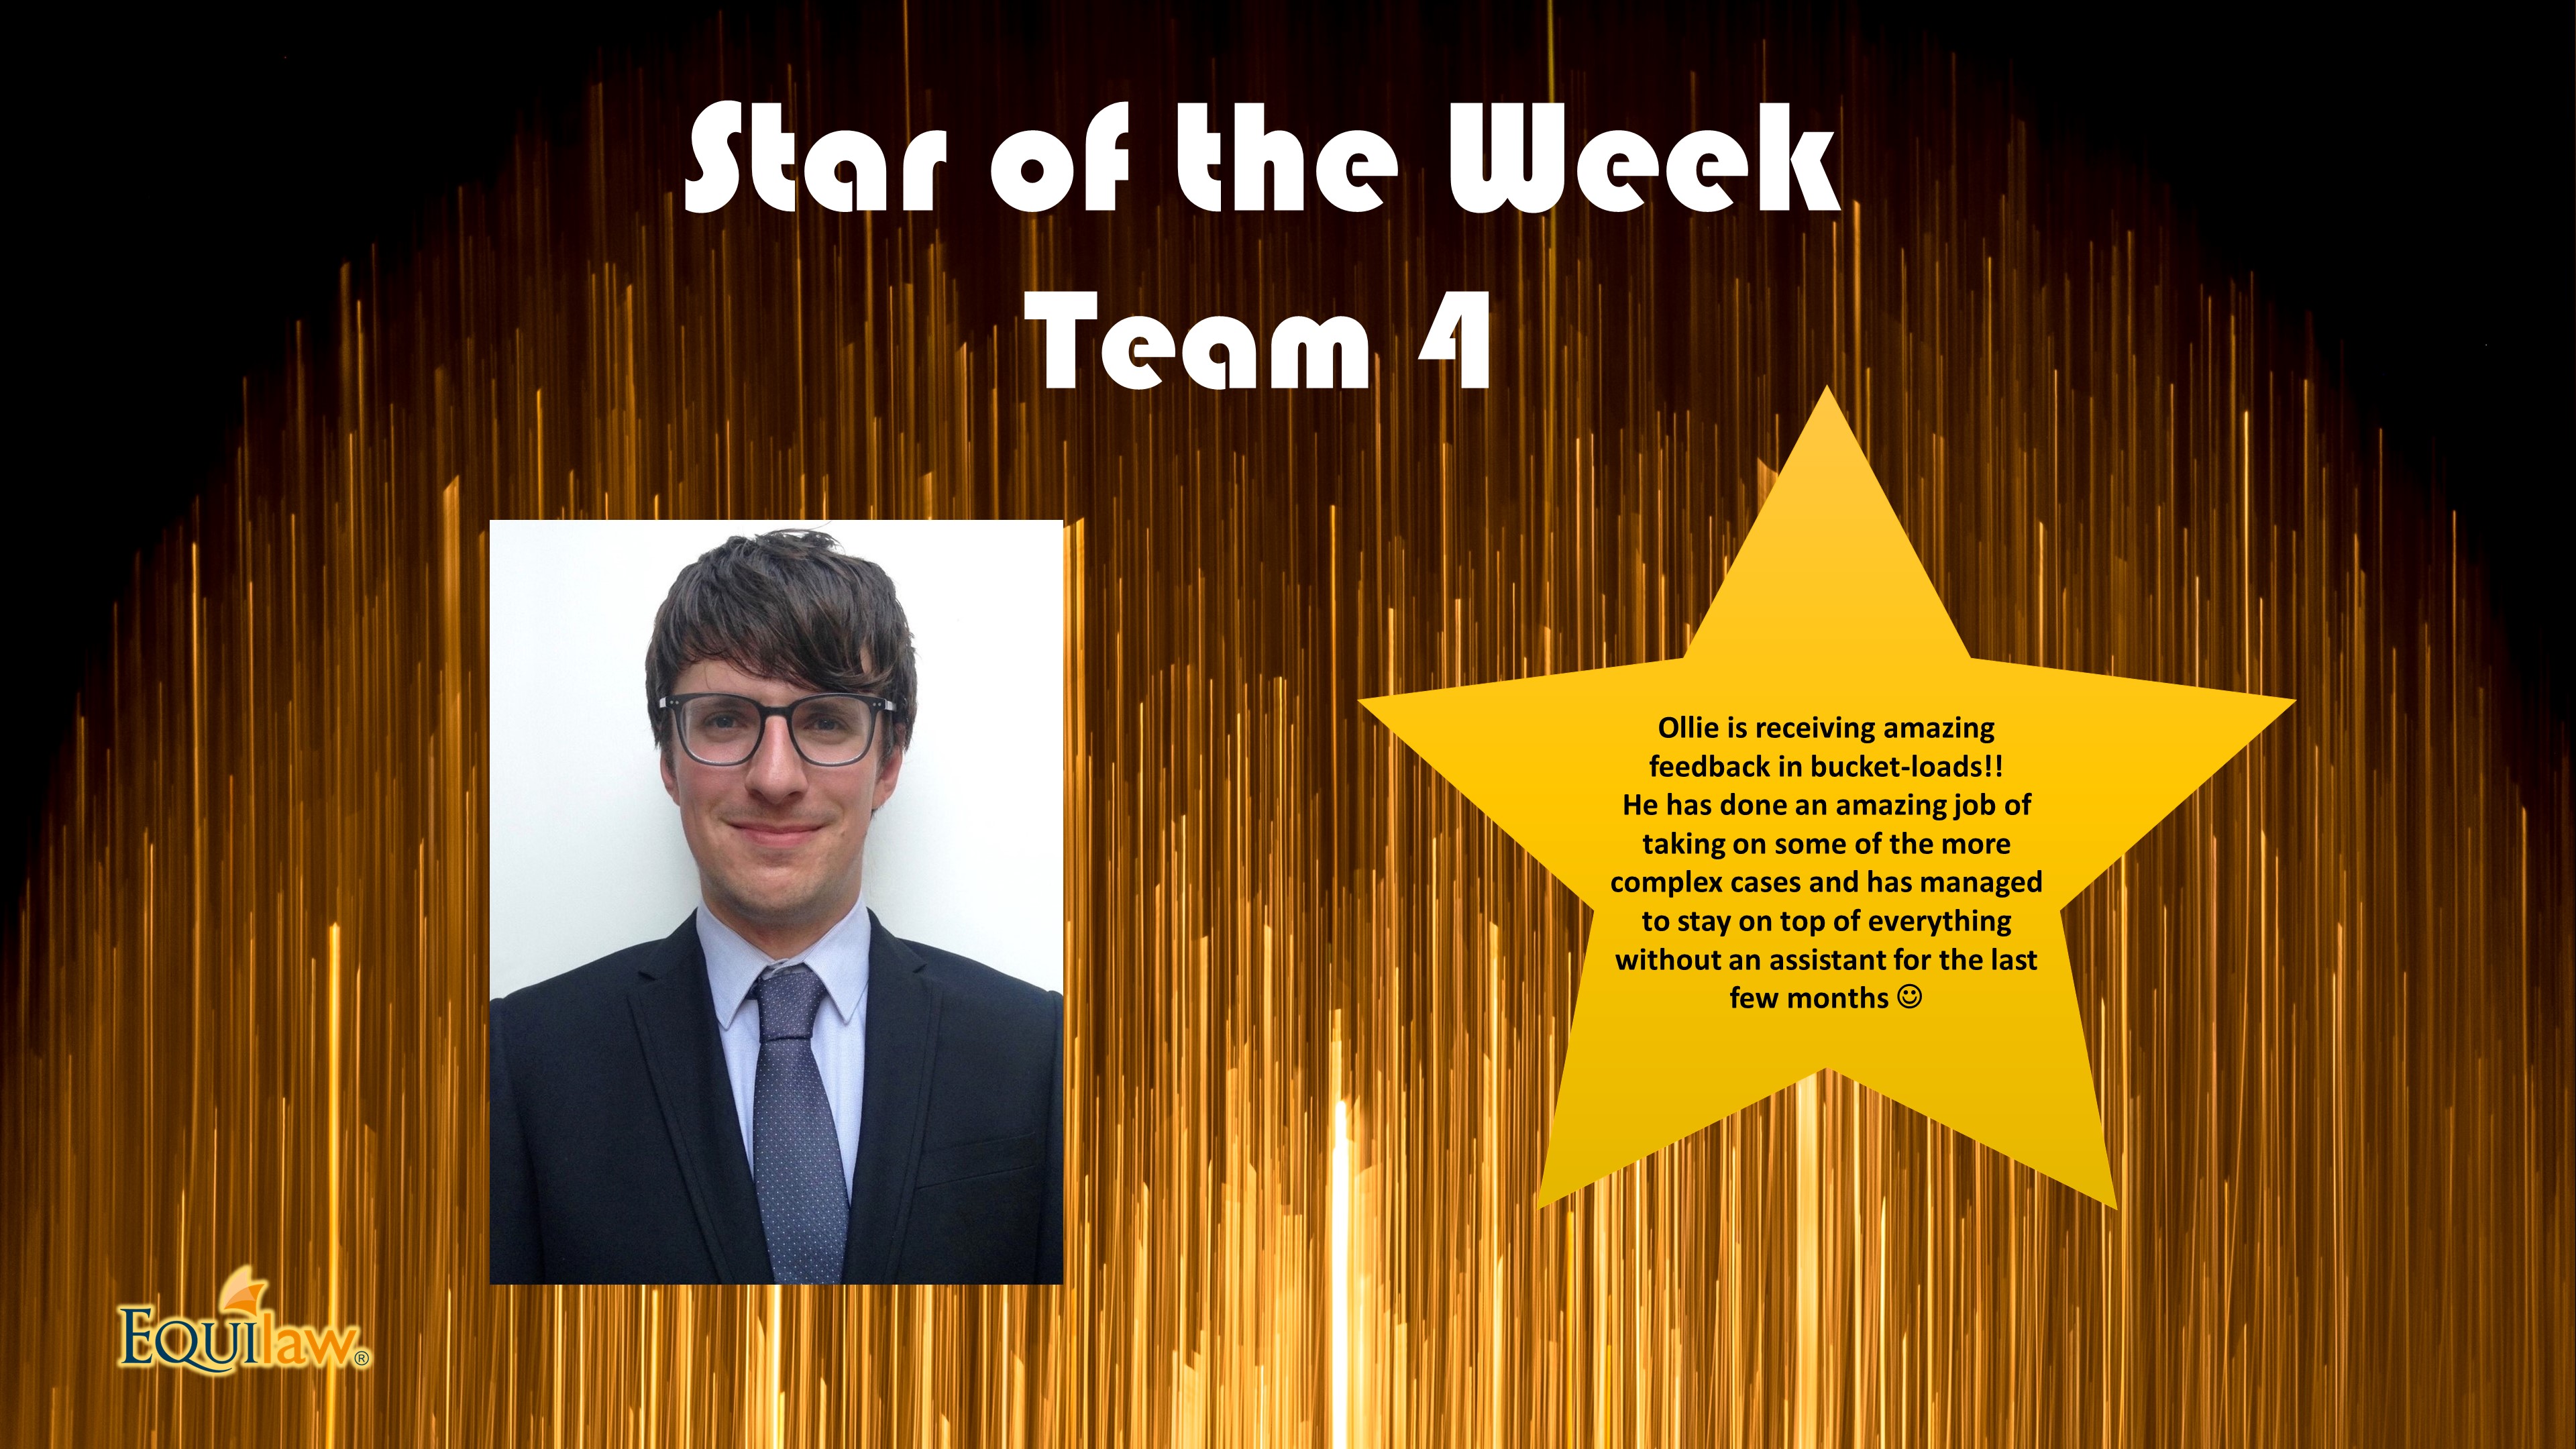 Star of the Week
Team 4
Ollie is receiving amazing
feedback in bucket-loads!!
He has done an amazing job of
taking on some of the more
complex cases and has managed
to stay on top of everything
without an assistant for the last
few months ☺
EQUIlaw®